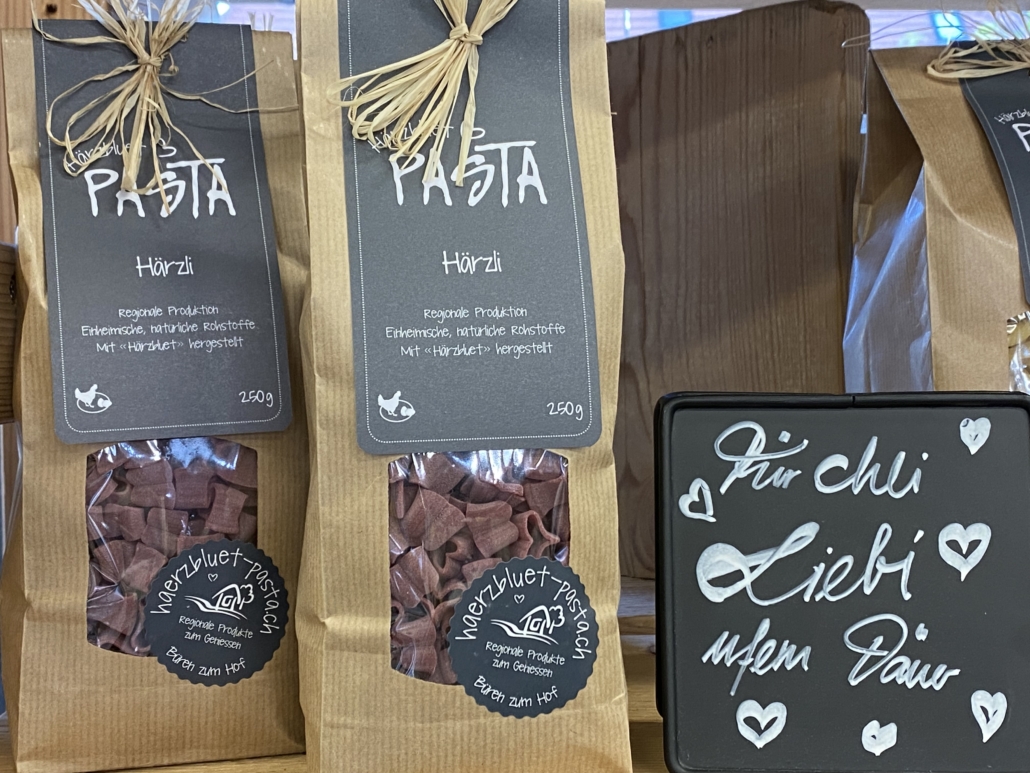 Härzbluet
PASTA
Härzli
Regionale Produktion
Einheimische, natürliche Rohstoffe
Mit «Härzbluet» hergestellt
250g
haerzbluet-pasta.ch
Regionale Produkte
zum Geniessen
Büren zum Hof
Härzbluet
PASTA
Härzli
Regionale Produktion
Einheimische, natürliche Rohstoffe
Mit «Härzbluet» hergestellt
250g
haerzbluet-pasta.ch
Regionale Produkte
zum Geniessen
Büren zum Hof
Für chli
Liebi
ufem